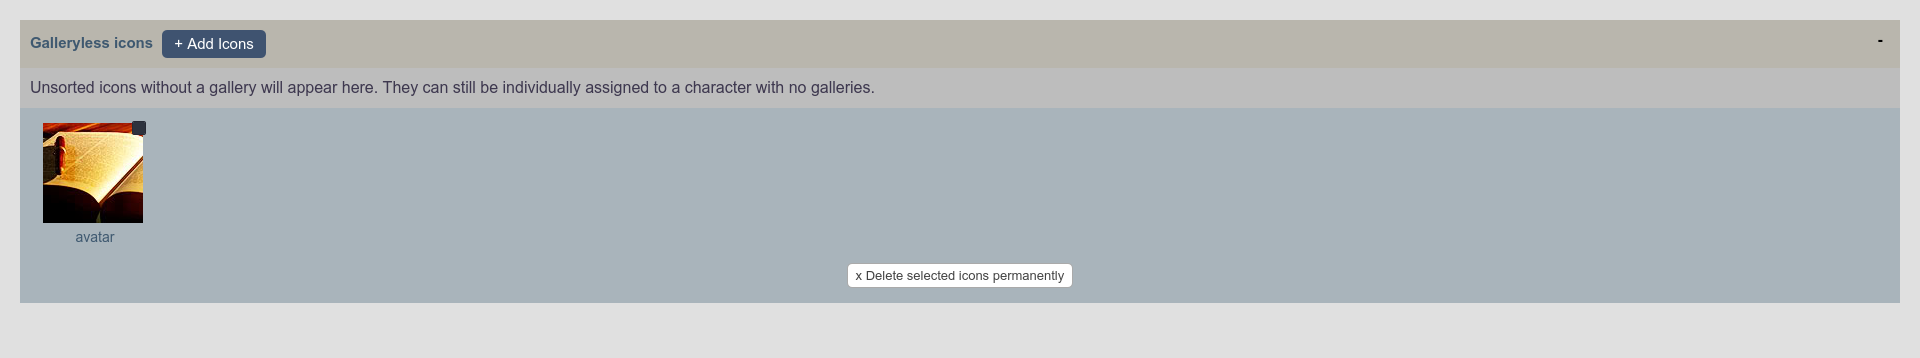 Galleryless icons + Add Icons -
Unsorted icons without a gallery will appear here. They can still be individually assigned to a character with no galleries.
avatar
x Delete selected icons permanently